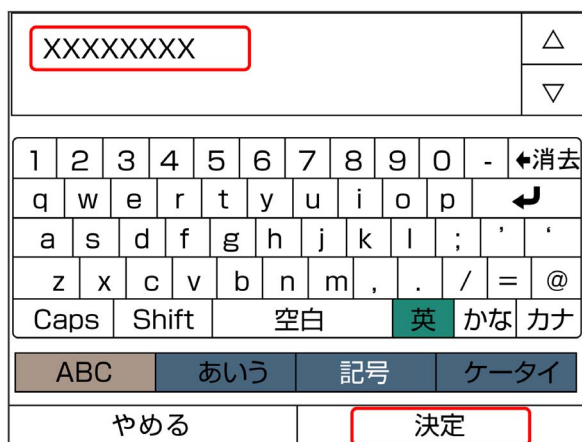 XXXXXXXX
△
▽
1 2 3 4 5 6 7 8 9 0 - ←消去
q w e r t y u i o p ↵
a s d f g h j k l ; ’ ‘
z x c v b n m , . / = @
Caps Shift 空白 英 かな カナ
ABC あいう 記号 ケータイ
やめる 決定